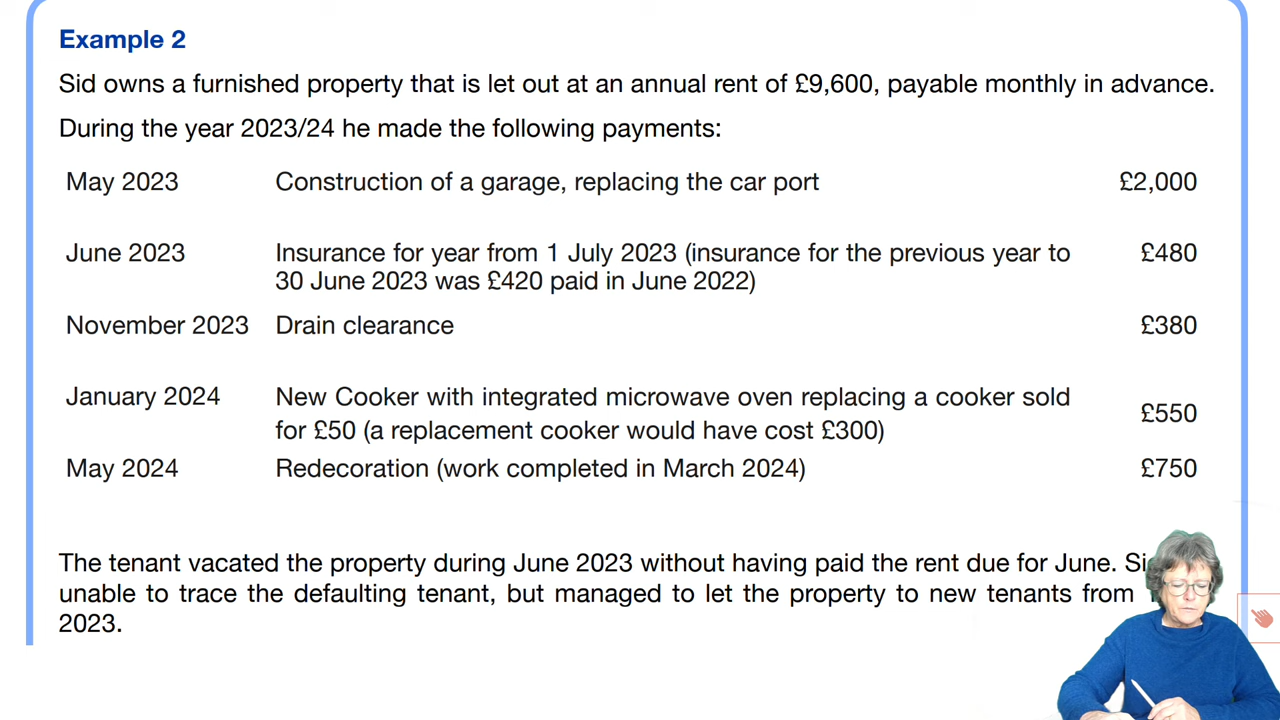 Example 2
Sid owns a furnished property that is let out at an annual rent of £9,600, payable monthly in advance.
During the year 2023/24 he made the following payments:
May 2023 Construction of a garage, replacing the car port £2,000
June 2023 Insurance for year from 1 July 2023 (insurance for the previous year to £480
30 June 2023 was £420 paid in June 2022)
November 2023 Drain clearance £380
January 2024 New Cooker with integrated microwave oven replacing a cooker sold
for £50 (a replacement cooker would have cost £300) £550
May 2024 Redecoration (work completed in March 2024) £750
The tenant vacated the property during June 2023 without having paid the rent due for June.
unable to trace the defaulting tenant, but managed to let the property to new tenants from
2023.